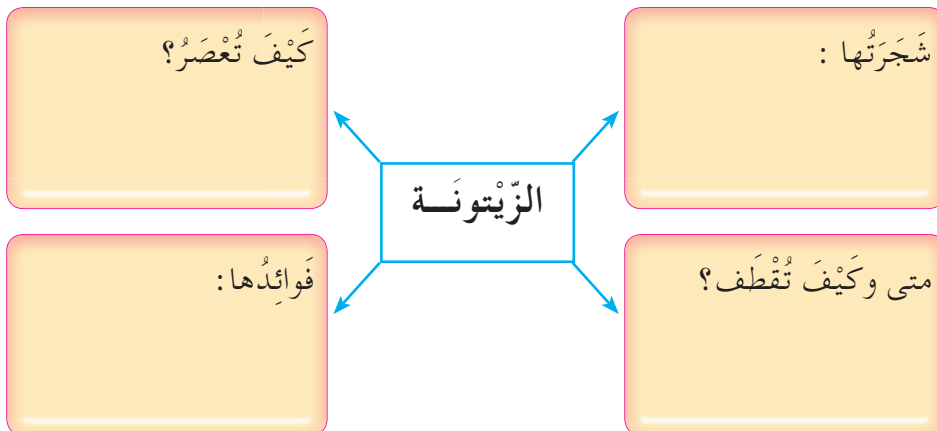 شَجَرَتُها :
كَيْفَ تُعْصَرُ؟
الزّيْتونَـــة
متى وكَيْفَ تُقْطَف؟
فَوائِدُها: